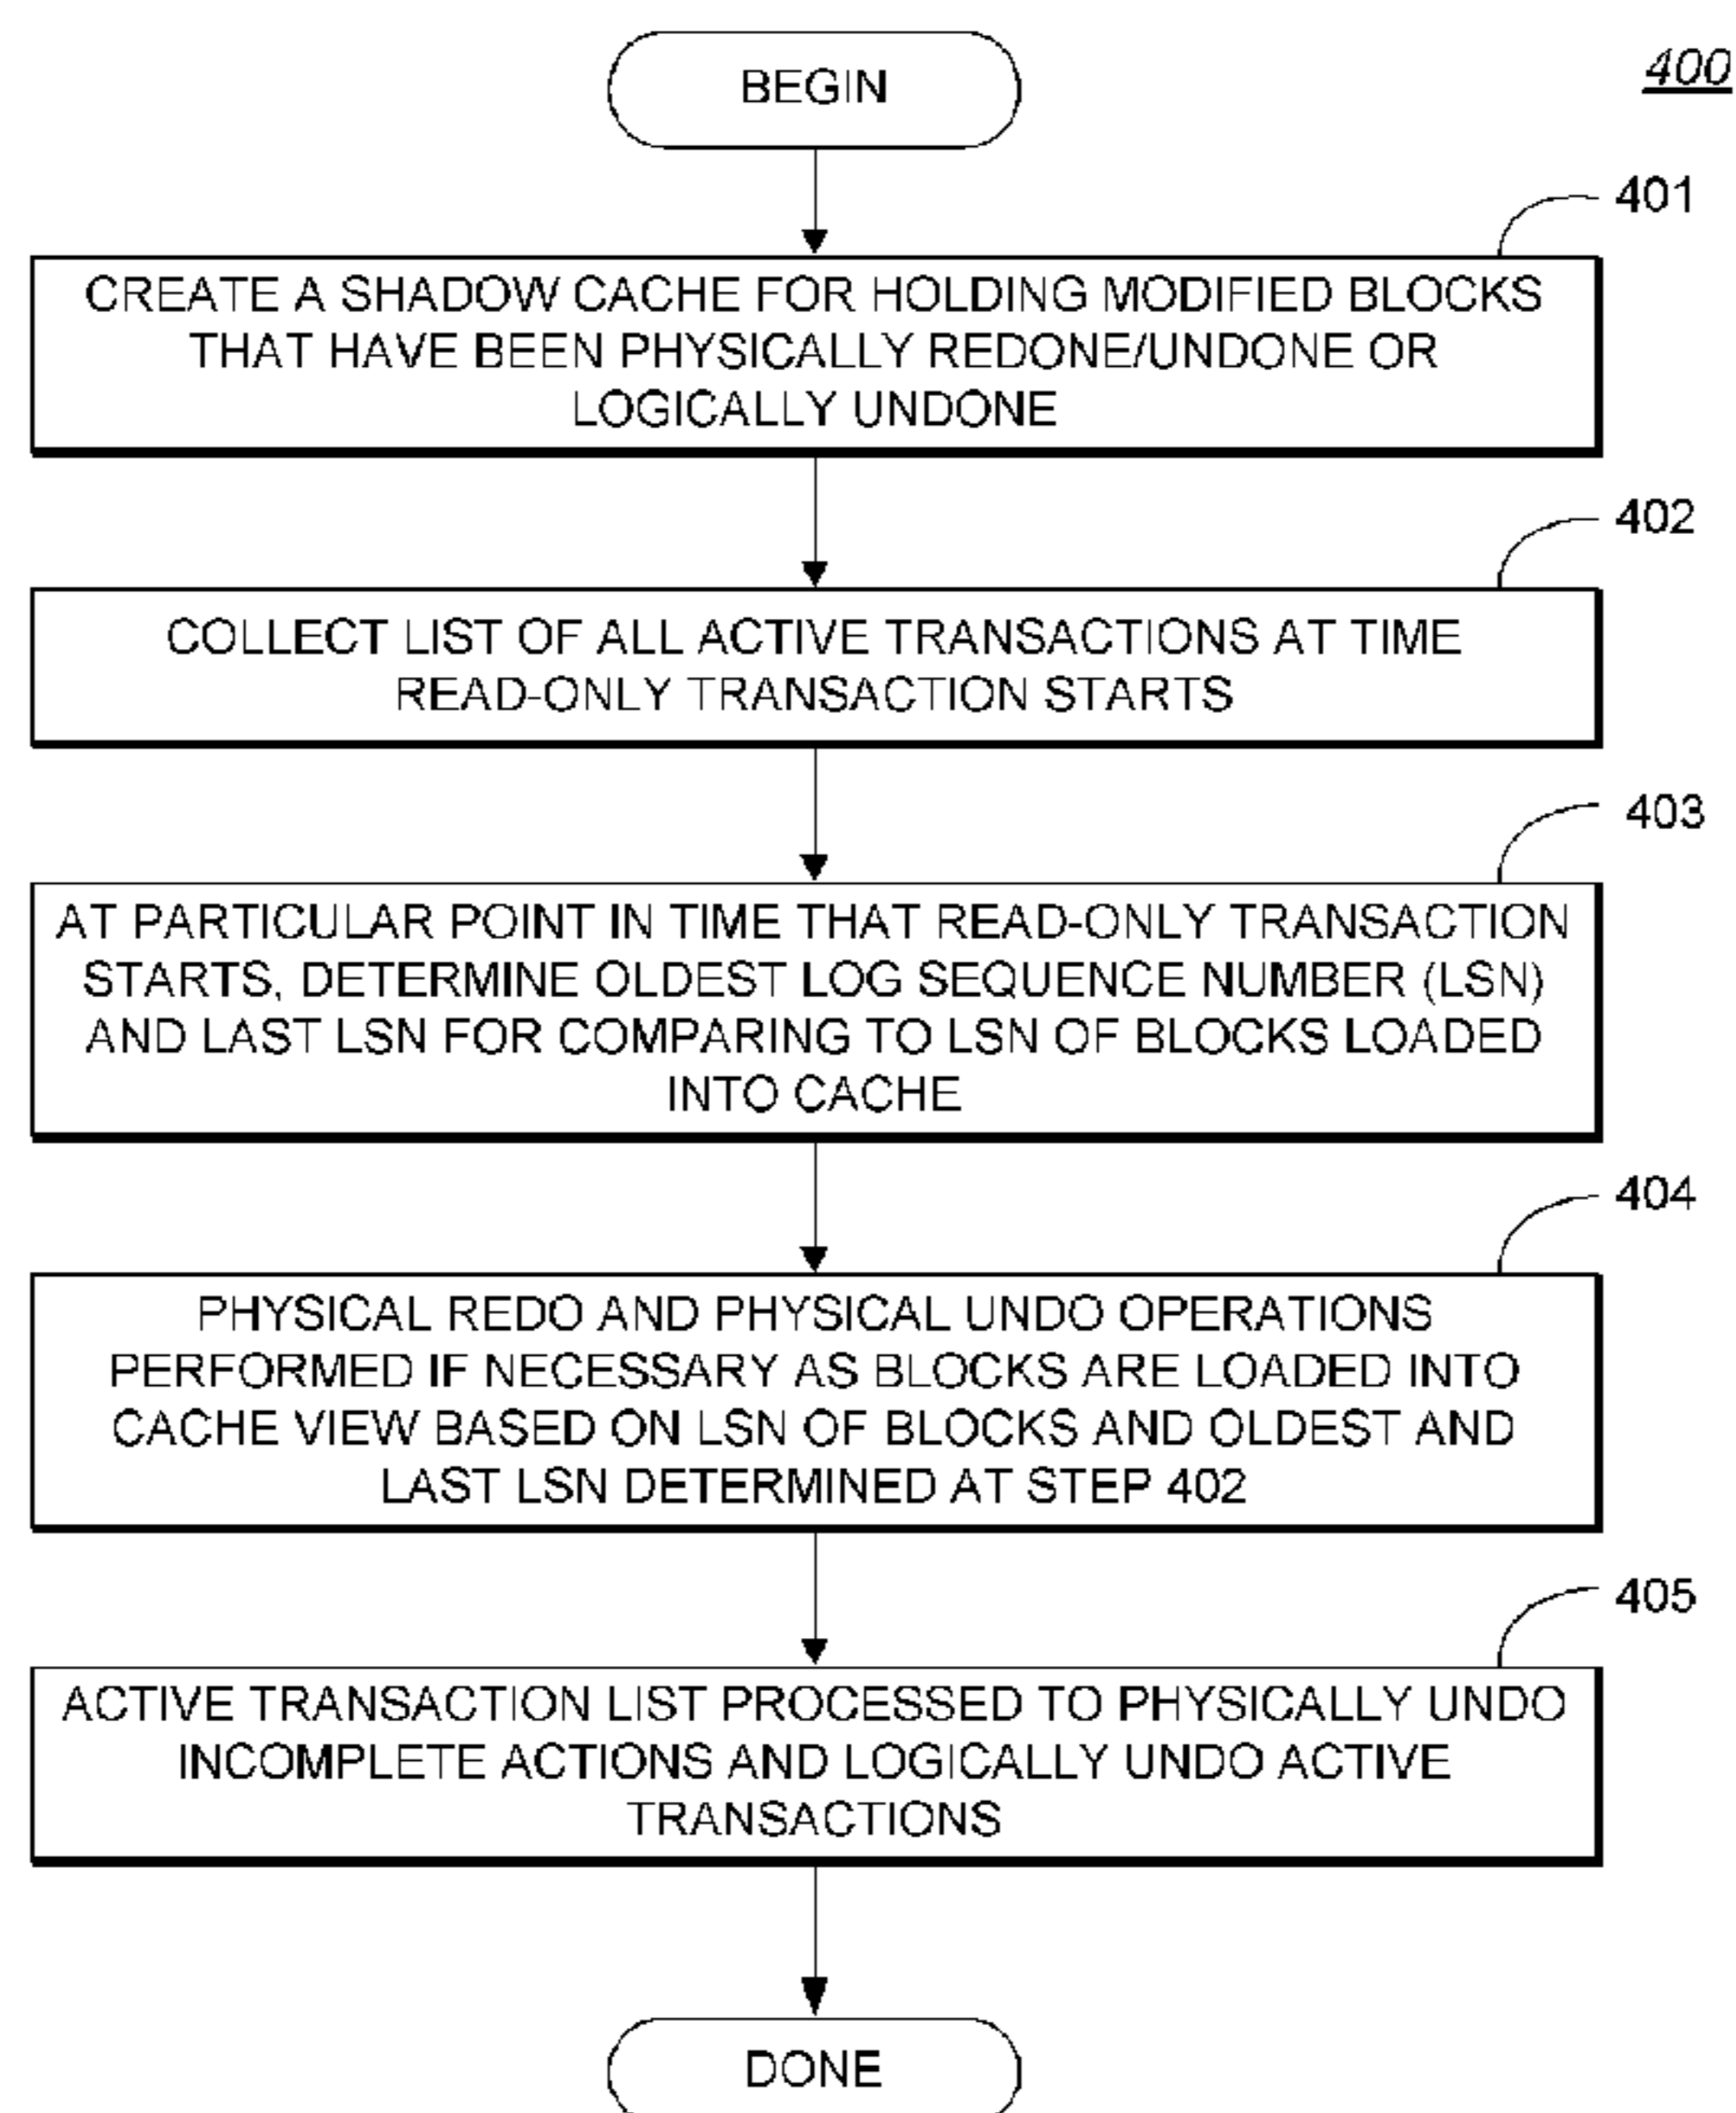 BEGIN
400
401
CREATE A SHADOW CACHE FOR HOLDING MODIFIED BLOCKS
THAT HAVE BEEN PHYSICALLY REDONE/UNDONE OR
LOGICALLY UNDONE
402
COLLECT LIST OF ALL ACTIVE TRANSACTIONS AT TIME
READ-ONLY TRANSACTION STARTS
403
AT PARTICULAR POINT IN TIME THAT READ-ONLY TRANSACTION
STARTS, DETERMINE OLDEST LOG SEQUENCE NUMBER (LSN)
AND LAST LSN FOR COMPARING TO LSN OF BLOCKS LOADED
INTO CACHE
404
PHYSICAL REDO AND PHYSICAL UNDO OPERATIONS
PERFORMED IF NECESSARY AS BLOCKS ARE LOADED INTO
CACHE VIEW BASED ON LSN OF BLOCKS AND OLDEST AND
LAST LSN DETERMINED AT STEP 402
405
ACTIVE TRANSACTION LIST PROCESSED TO PHYSICALLY UNDO
INCOMPLETE ACTIONS AND LOGICALLY UNDO ACTIVE
TRANSACTIONS
DONE